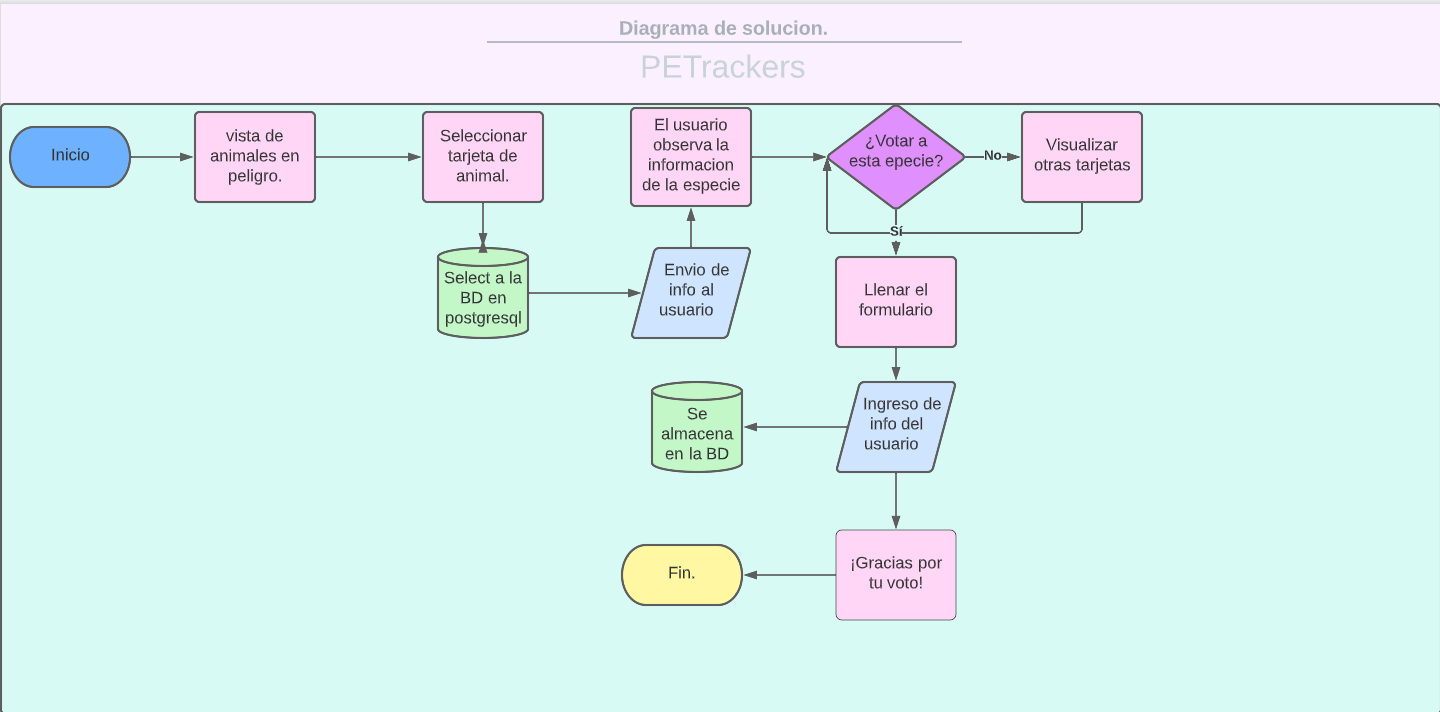 Diagrama de solucion.
PETrackers
Inicio
vista de
animales en
peligro.
Seleccionar
tarjeta de
animal.
El usuario
observa la
informacion
de la especie
¿Votar a
esta epecie?
No
Visualizar
otras tarjetas
Sí
Select a la
BD en
postgresql
Envio de
info al
usuario
Llenar el
formulario
Se
almacena
en la BD
Ingreso de
info del
usuario
Fin.
¡Gracias por
tu voto!